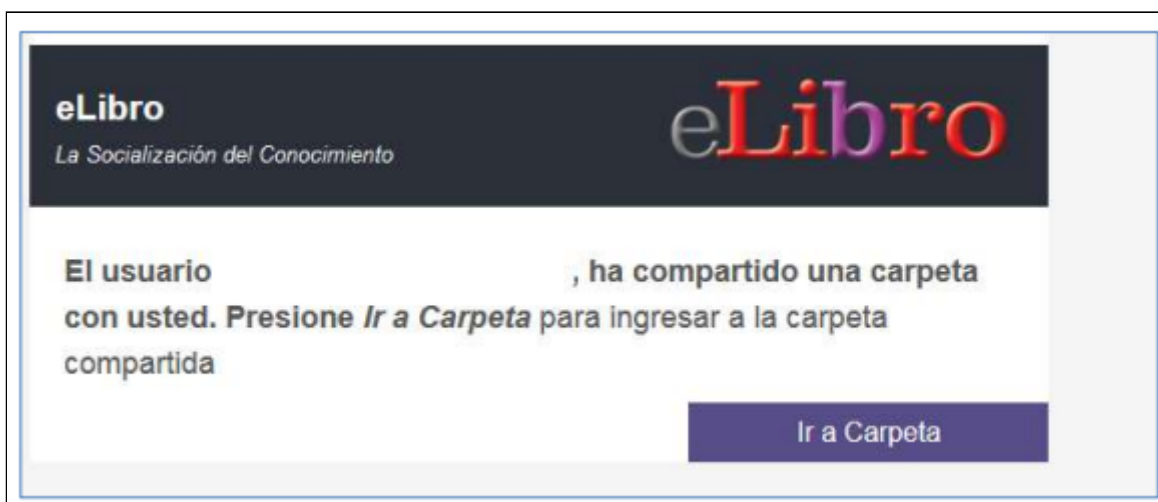 eLibro
La Socialización del Conocimiento
eLibro
El usuario , ha compartido una carpeta
con usted. Presione Ir a Carpeta para ingresar a la carpeta
compartida
Ir a Carpeta